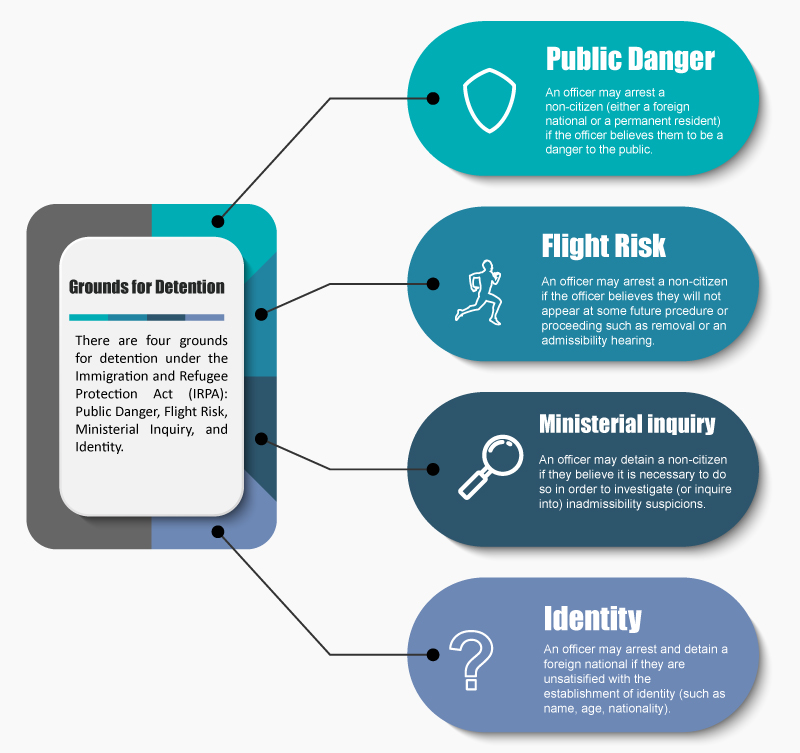 Grounds for Detention
There are four grounds
for detention under the
Immigration and Refugee
Protection Act (IRPA):
Public Danger, Flight Risk,
Ministerial Inquiry, and
Identity.
Public Danger
An officer may arrest a
non-citizen (either a foreign
national or a permanent resident)
if the officer believes them to be a
danger to the public.
Flight Risk
An officer may arrest a non-citizen
if the officer believes they will not
appear at some future prcedure or
proceeding such as removal or an
admissibility hearing.
Ministerial inquiry
An officer may detain a non-citizen
if they believe it is necessary to do
so in order to investigate (or inquire
into) inadmissibility suspicions.
Identity
An officer may arrest and detain a
foreign national if they are
unsatisified with the
establishment of identity (such as
name, age, nationality).